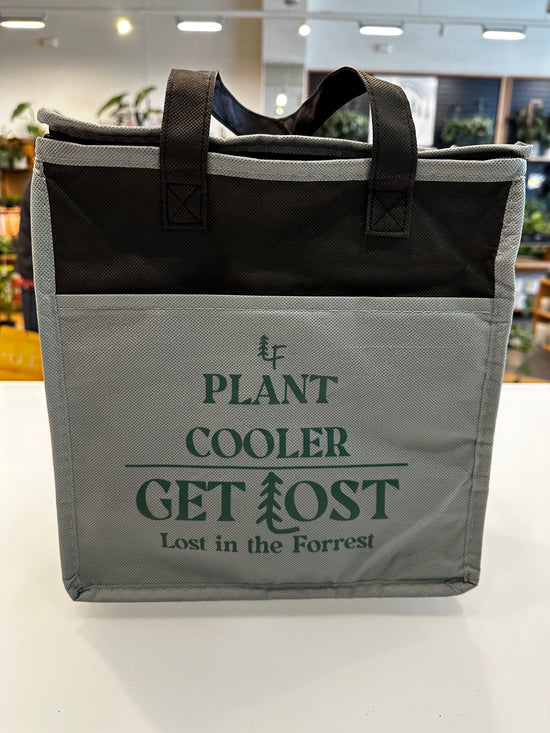 LF
PLANT
COOLER
GET LOST
Lost in the Forrest